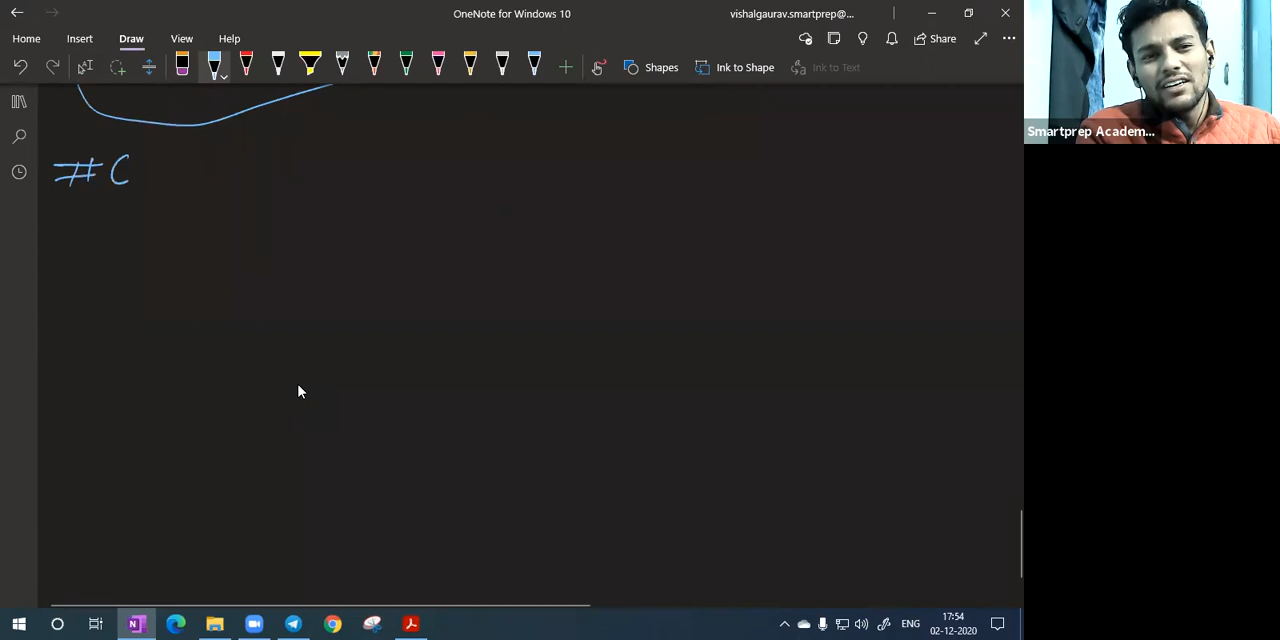 OneNote for Windows 10
vishalgaurav.smartprep@...
Home Insert Draw View Help
Share
Shapes
Ink to Shape
Ink to Text
Smartprep Academ...
#C
ENG
17:54
02-12-2020